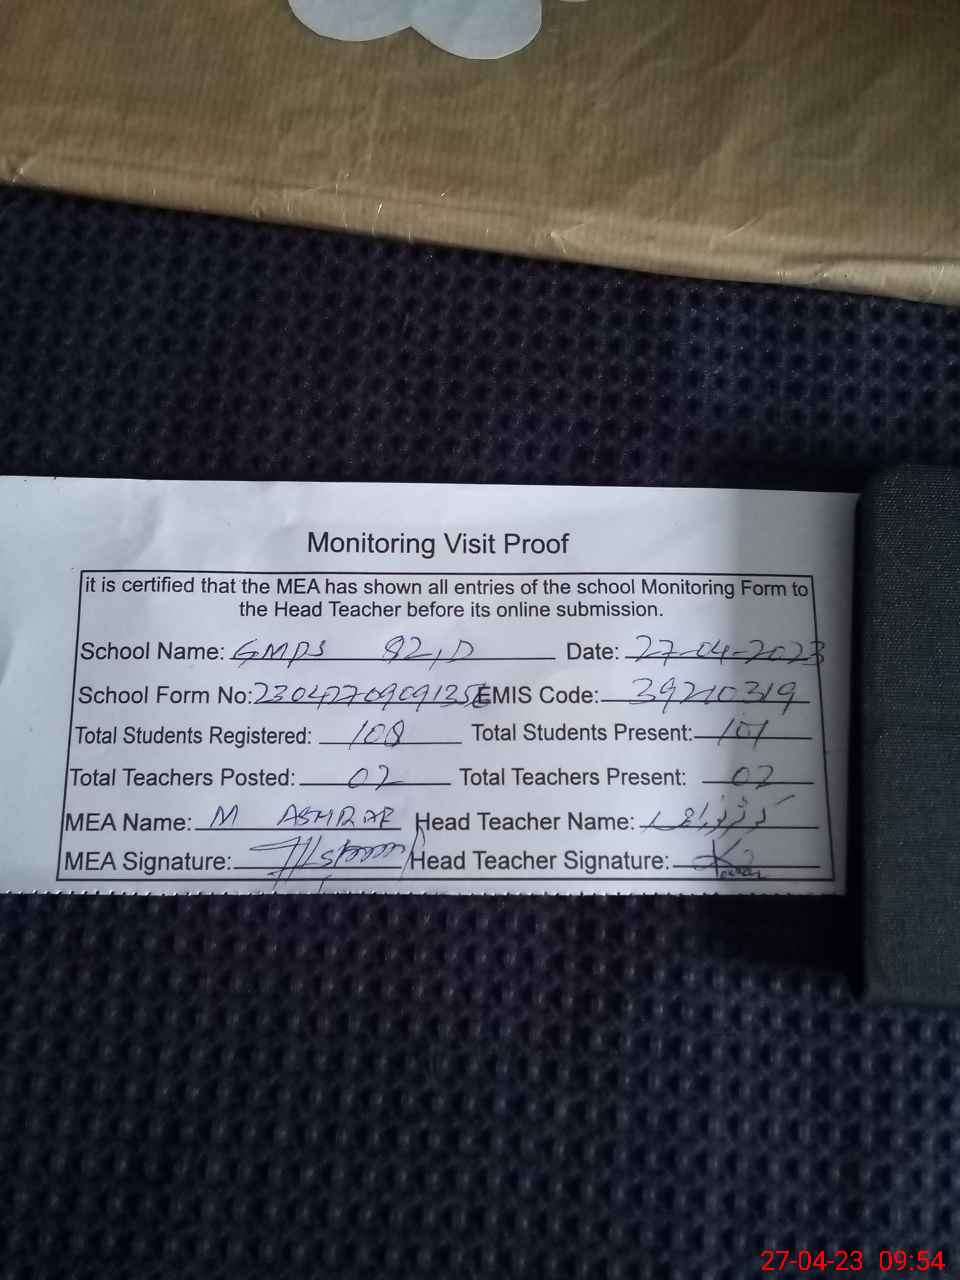 Monitoring Visit Proof
it is certified that the MEA has shown all entries of the school Monitoring Form to
the Head Teacher before its online submission.
School Name: GMPS 82,D Date: 27-04-2023
School Form No: EMIS Code: 39210319
Total Students Registered: 108 Total Students Present: 101
Total Teachers Posted: 02 Total Teachers Present: 02
MEA Name: M ASHRAF Head Teacher Name:
MEA Signature: Head Teacher Signature:
27-04-23 09:54